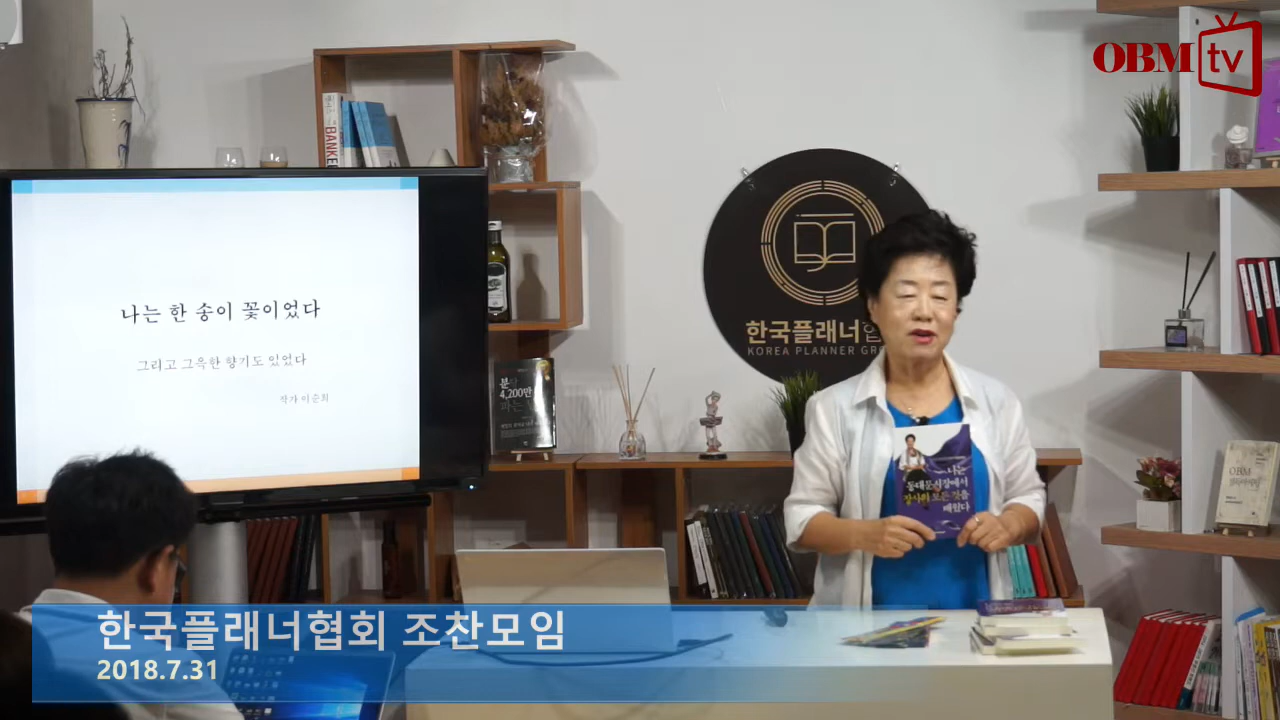 OBM tv
BANKE
나는 한 송이 꽃이었다
그리고 그윽한 향기도 있었다
작가 이순희
한국플래너협
KOREA PLANNER GRO
4,200만
나는
동대문시장에서
장사의 모든 것을
배웠다
OBM
한국플래너협회 조찬모임
2018.7.31